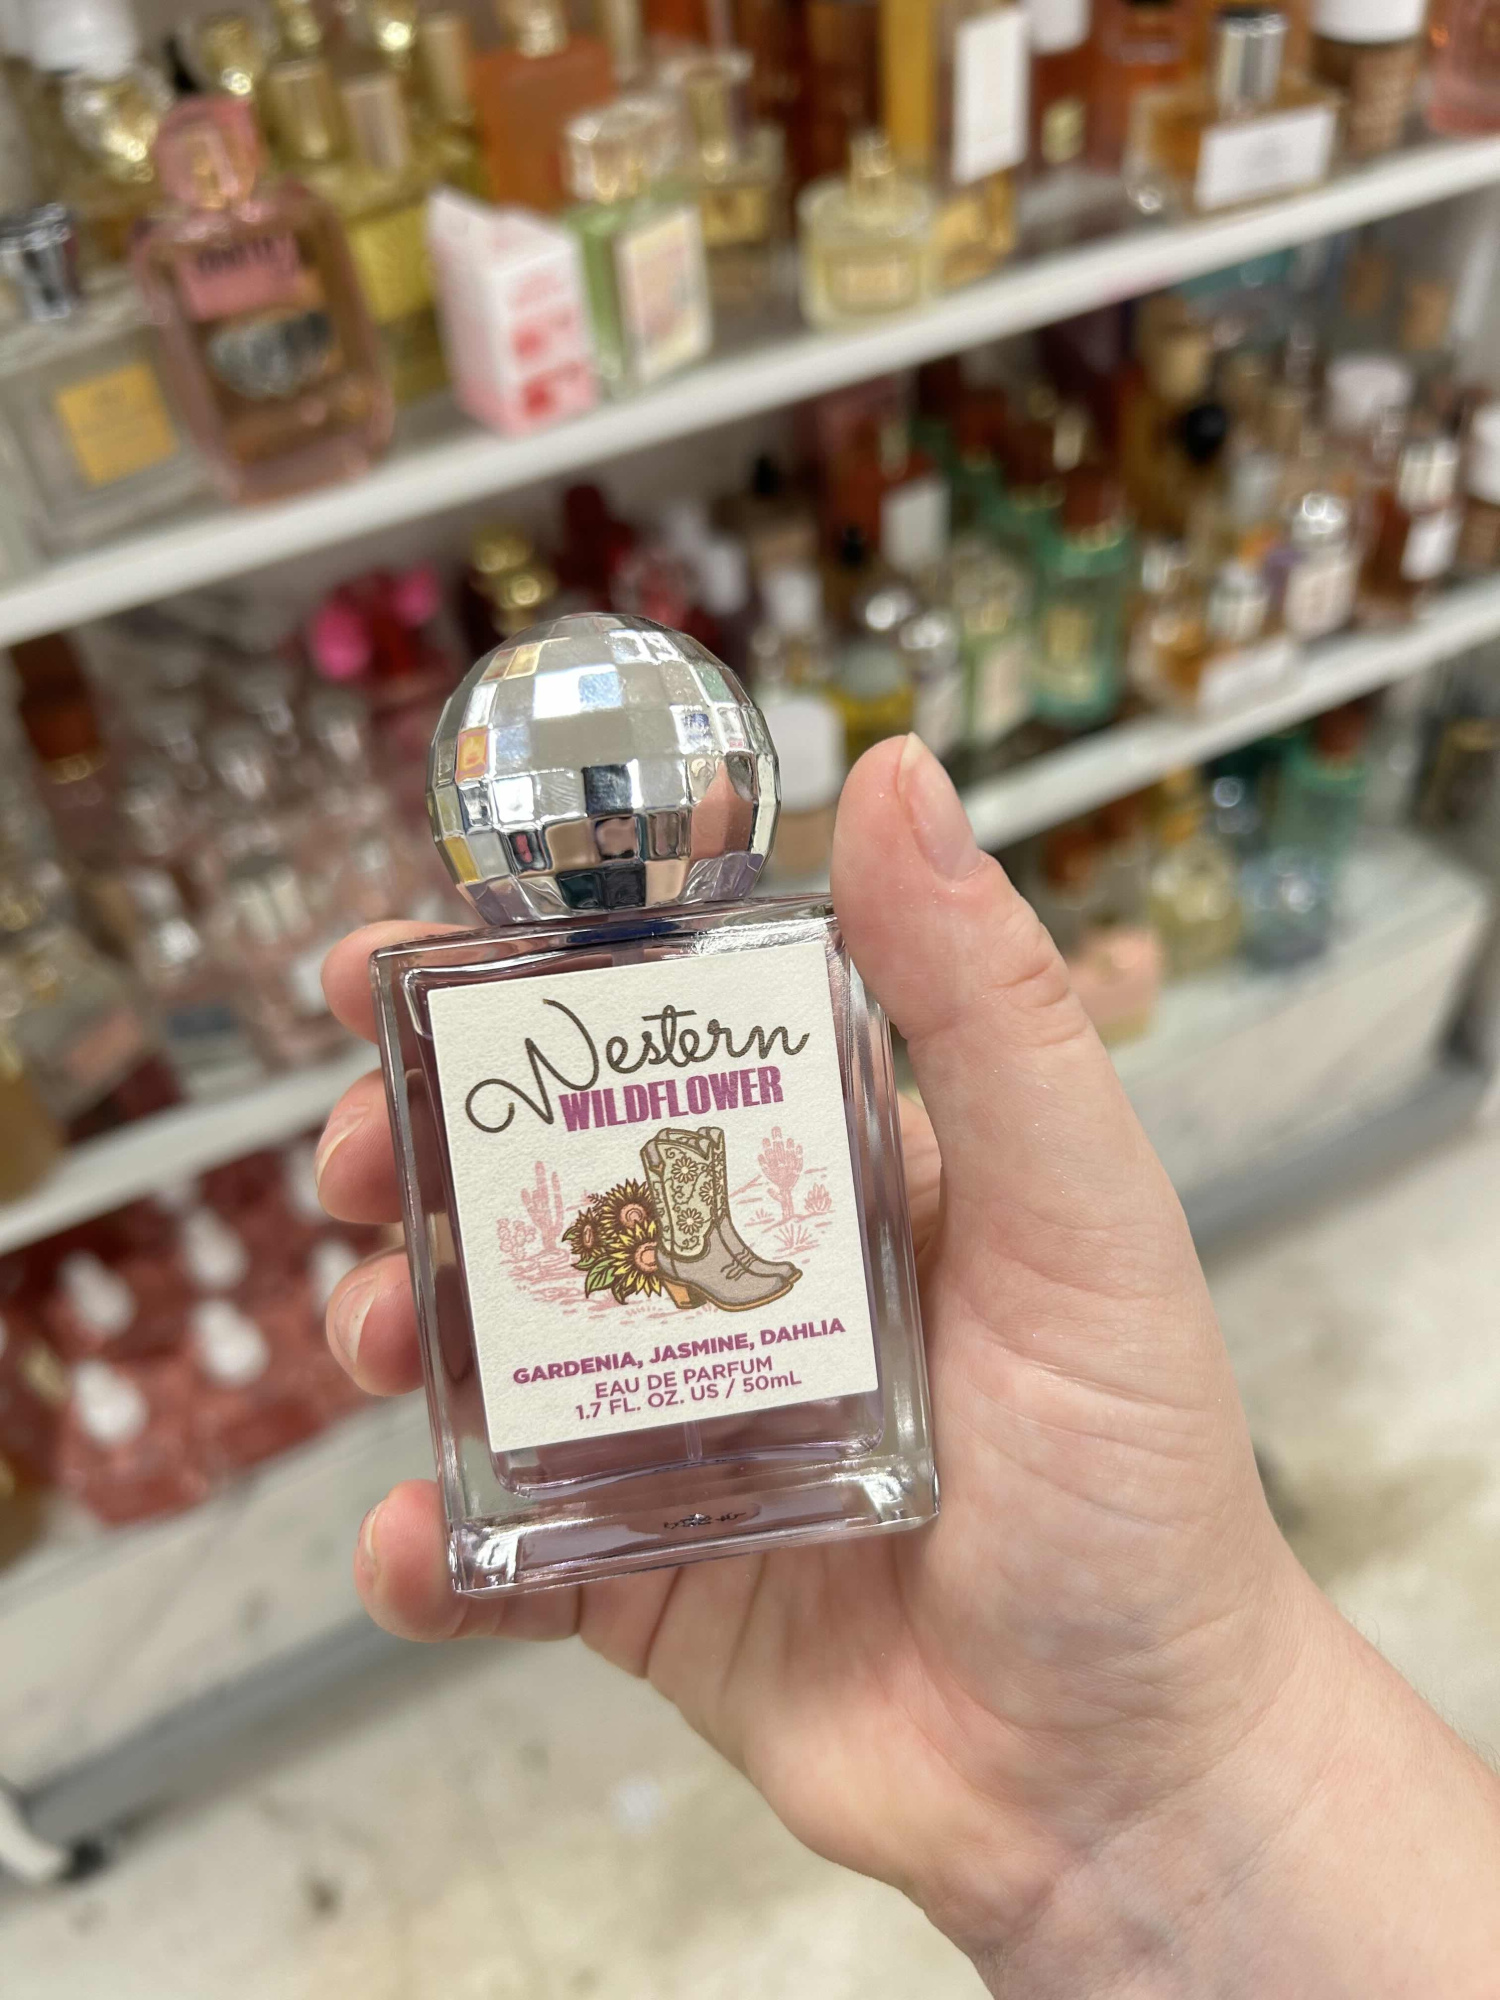 Western
WILDFLOWER
GARDENIA, JASMINE, DAHLIA
EAU DE PARFUM
1.7 FL. OZ. US / 50mL